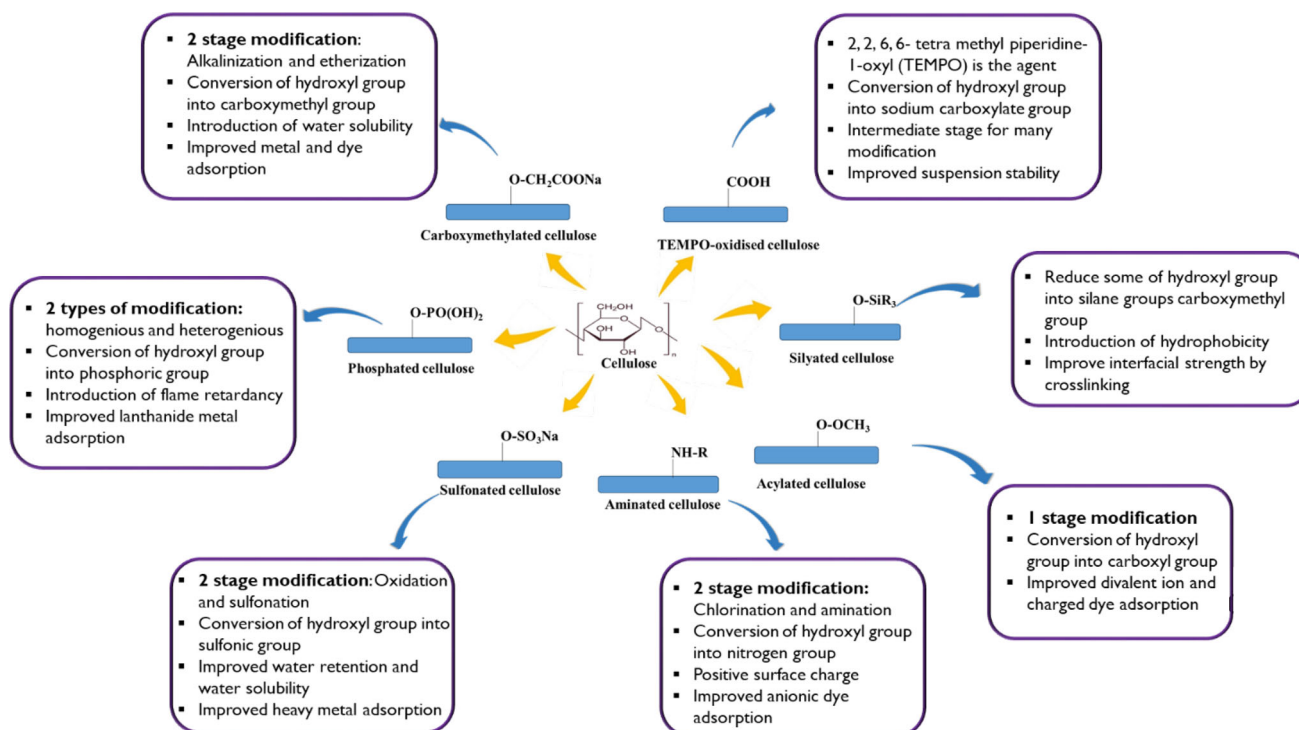 ▪ 2 stage modification:
Alkalinization and etherization
▪ Conversion of hydroxyl group
into carboxymethyl group
▪ Introduction of water solubility
▪ Improved metal and dye
adsorption
▪ 2, 2, 6, 6- tetra methyl piperidine-
1-oxyl (TEMPO) is the agent
▪ Conversion of hydroxyl group
into sodium carboxylate group
▪ Intermediate stage for many
modification
▪ Improved suspension stability
O-CH₂COONa
Carboxymethylated cellulose
COOH
TEMPO-oxidised cellulose
▪ 2 types of modification:
homogenious and heterogenious
▪ Conversion of hydroxyl group
into phosphoric group
▪ Introduction of flame retardancy
▪ Improved lanthanide metal
adsorption
O-PO(OH)₂
Phosphated cellulose
CH₂OH
O
HO
OH
O
n
Cellulose
O-SiR₃
Silyated cellulose
▪ Reduce some of hydroxyl group
into silane groups carboxymethyl
group
▪ Introduction of hydrophobicity
▪ Improve interfacial strength by
crosslinking
O-SO₃Na
Sulfonated cellulose
NH-R
Aminated cellulose
O-OCH₃
Acylated cellulose
▪ 1 stage modification
▪ Conversion of hydroxyl
group into carboxyl group
▪ Improved divalent ion and
charged dye adsorption
▪ 2 stage modification: Oxidation
and sulfonation
▪ Conversion of hydroxyl group into
sulfonic group
▪ Improved water retention and
water solubility
▪ Improved heavy metal adsorption
▪ 2 stage modification:
Chlorination and amination
▪ Conversion of hydroxyl group
into nitrogen group
▪ Positive surface charge
▪ Improved anionic dye
adsorption